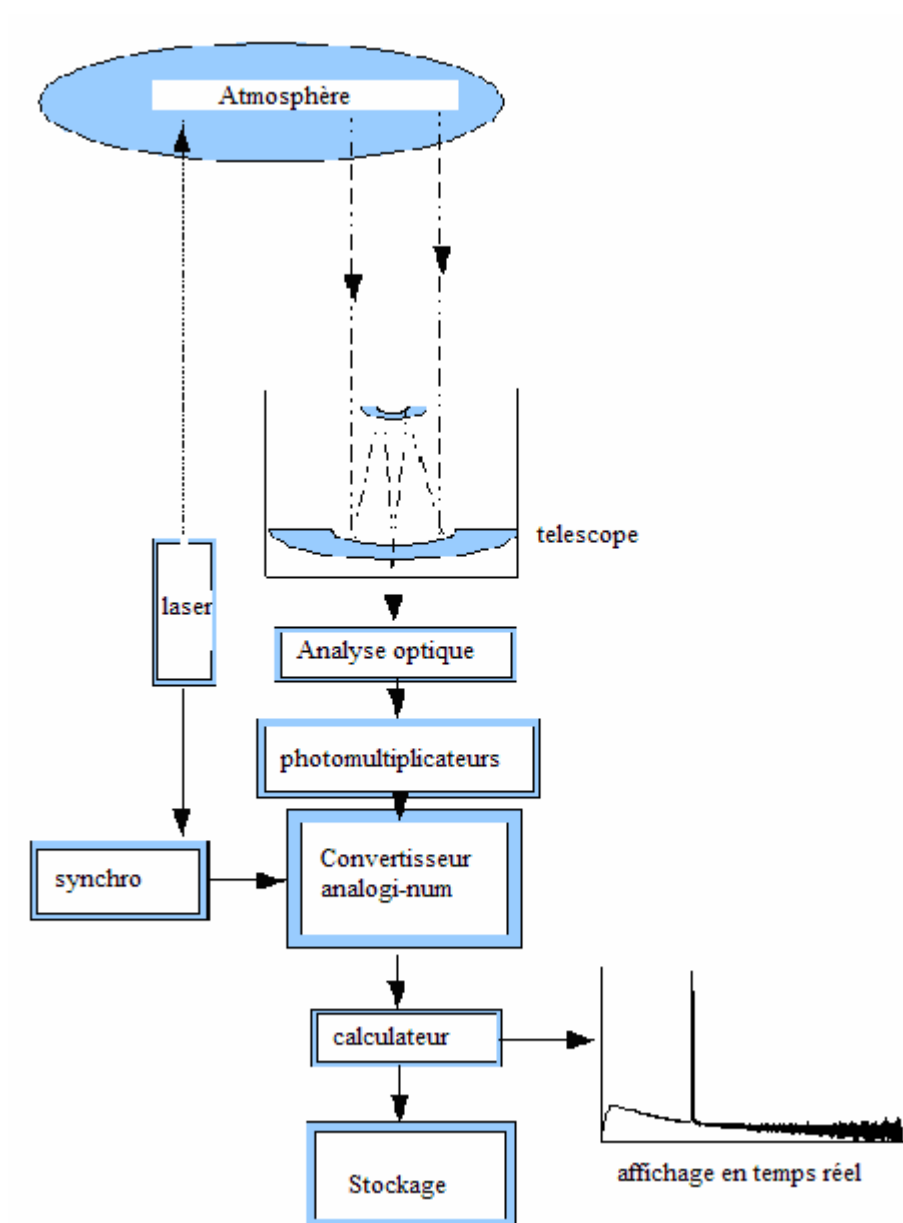 Atmosphère
telescope
laser
Analyse optique
photomultiplicateurs
synchro
Convertisseur
analogi-num
calculateur
affichage en temps réel
Stockage